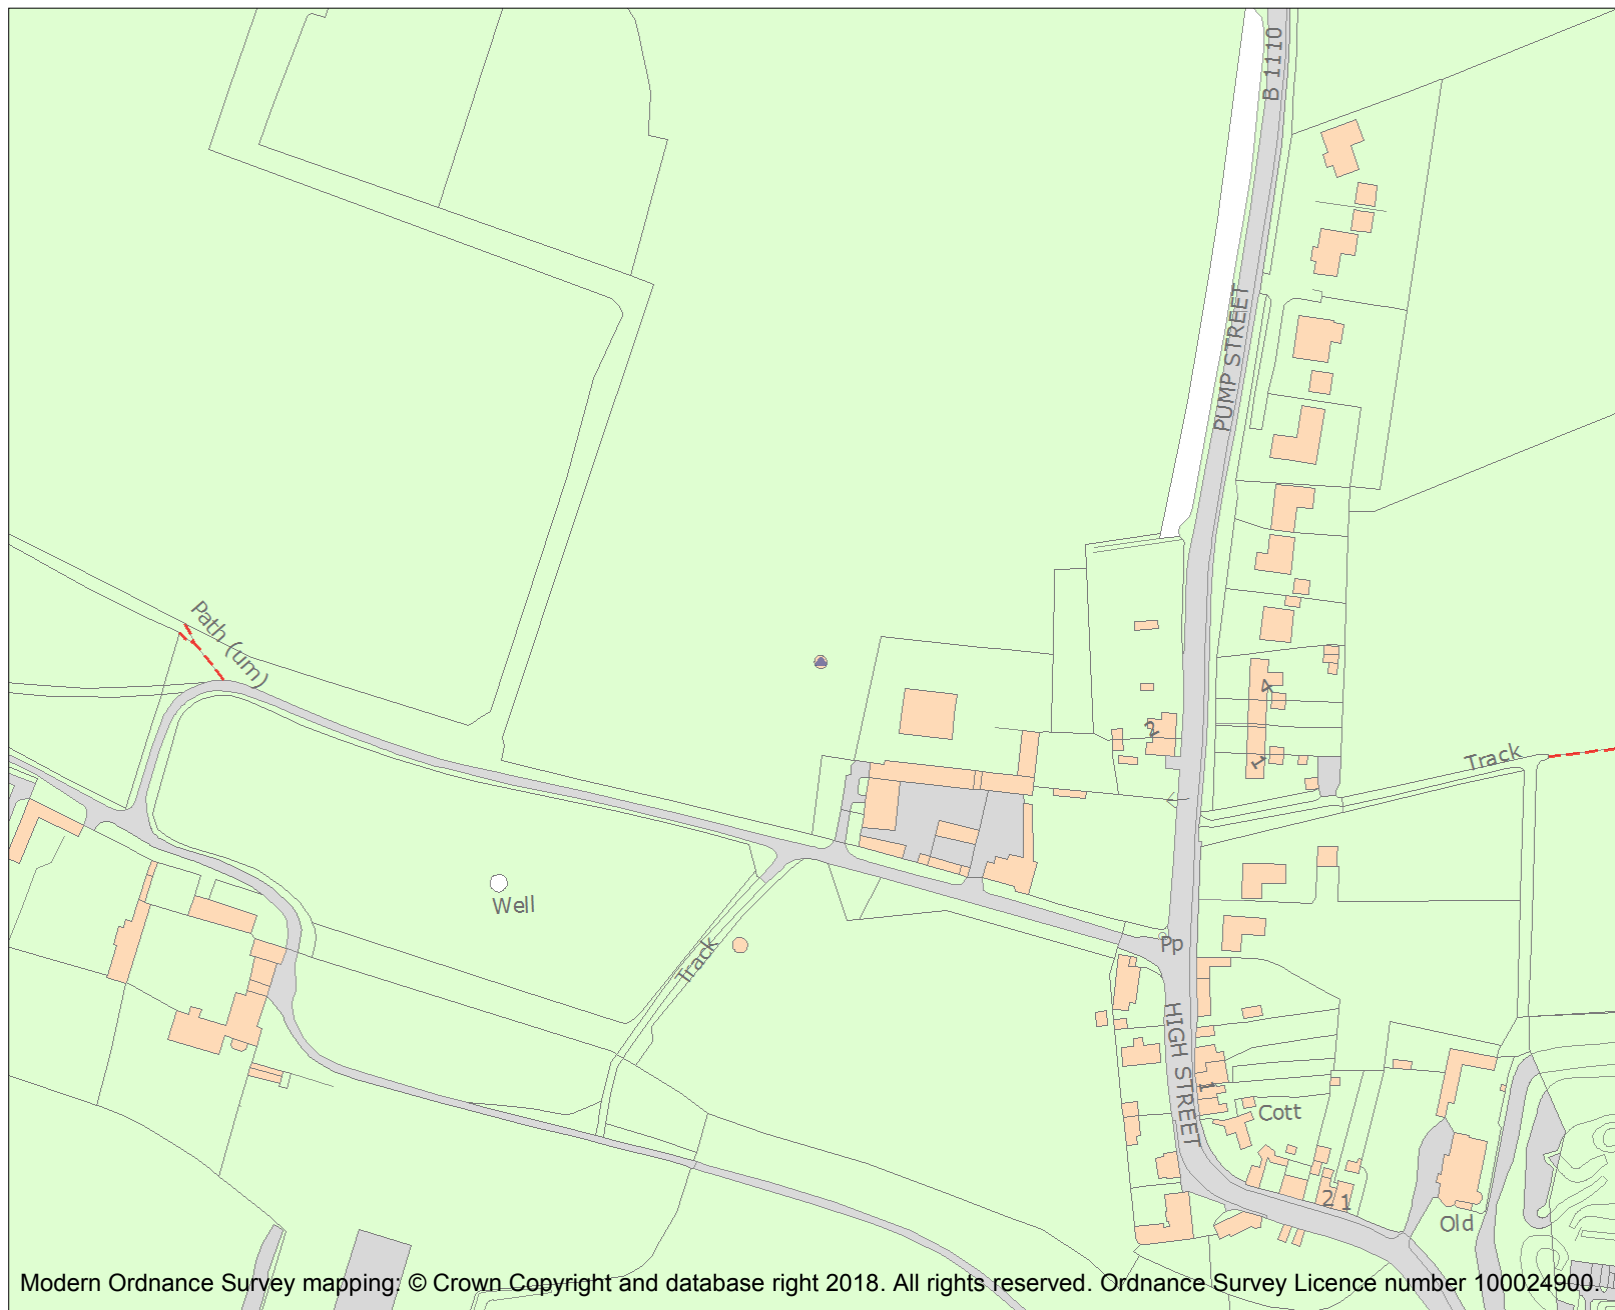 B 1110
PUMP STREET
Path (um)
4
2
1
Track
Well
Track
Pp
HIGH STREET
1
Cott
2
1
Old
Modern Ordnance Survey mapping: © Crown Copyright and database right 2018. All rights reserved. Ordnance Survey Licence number 100024900.